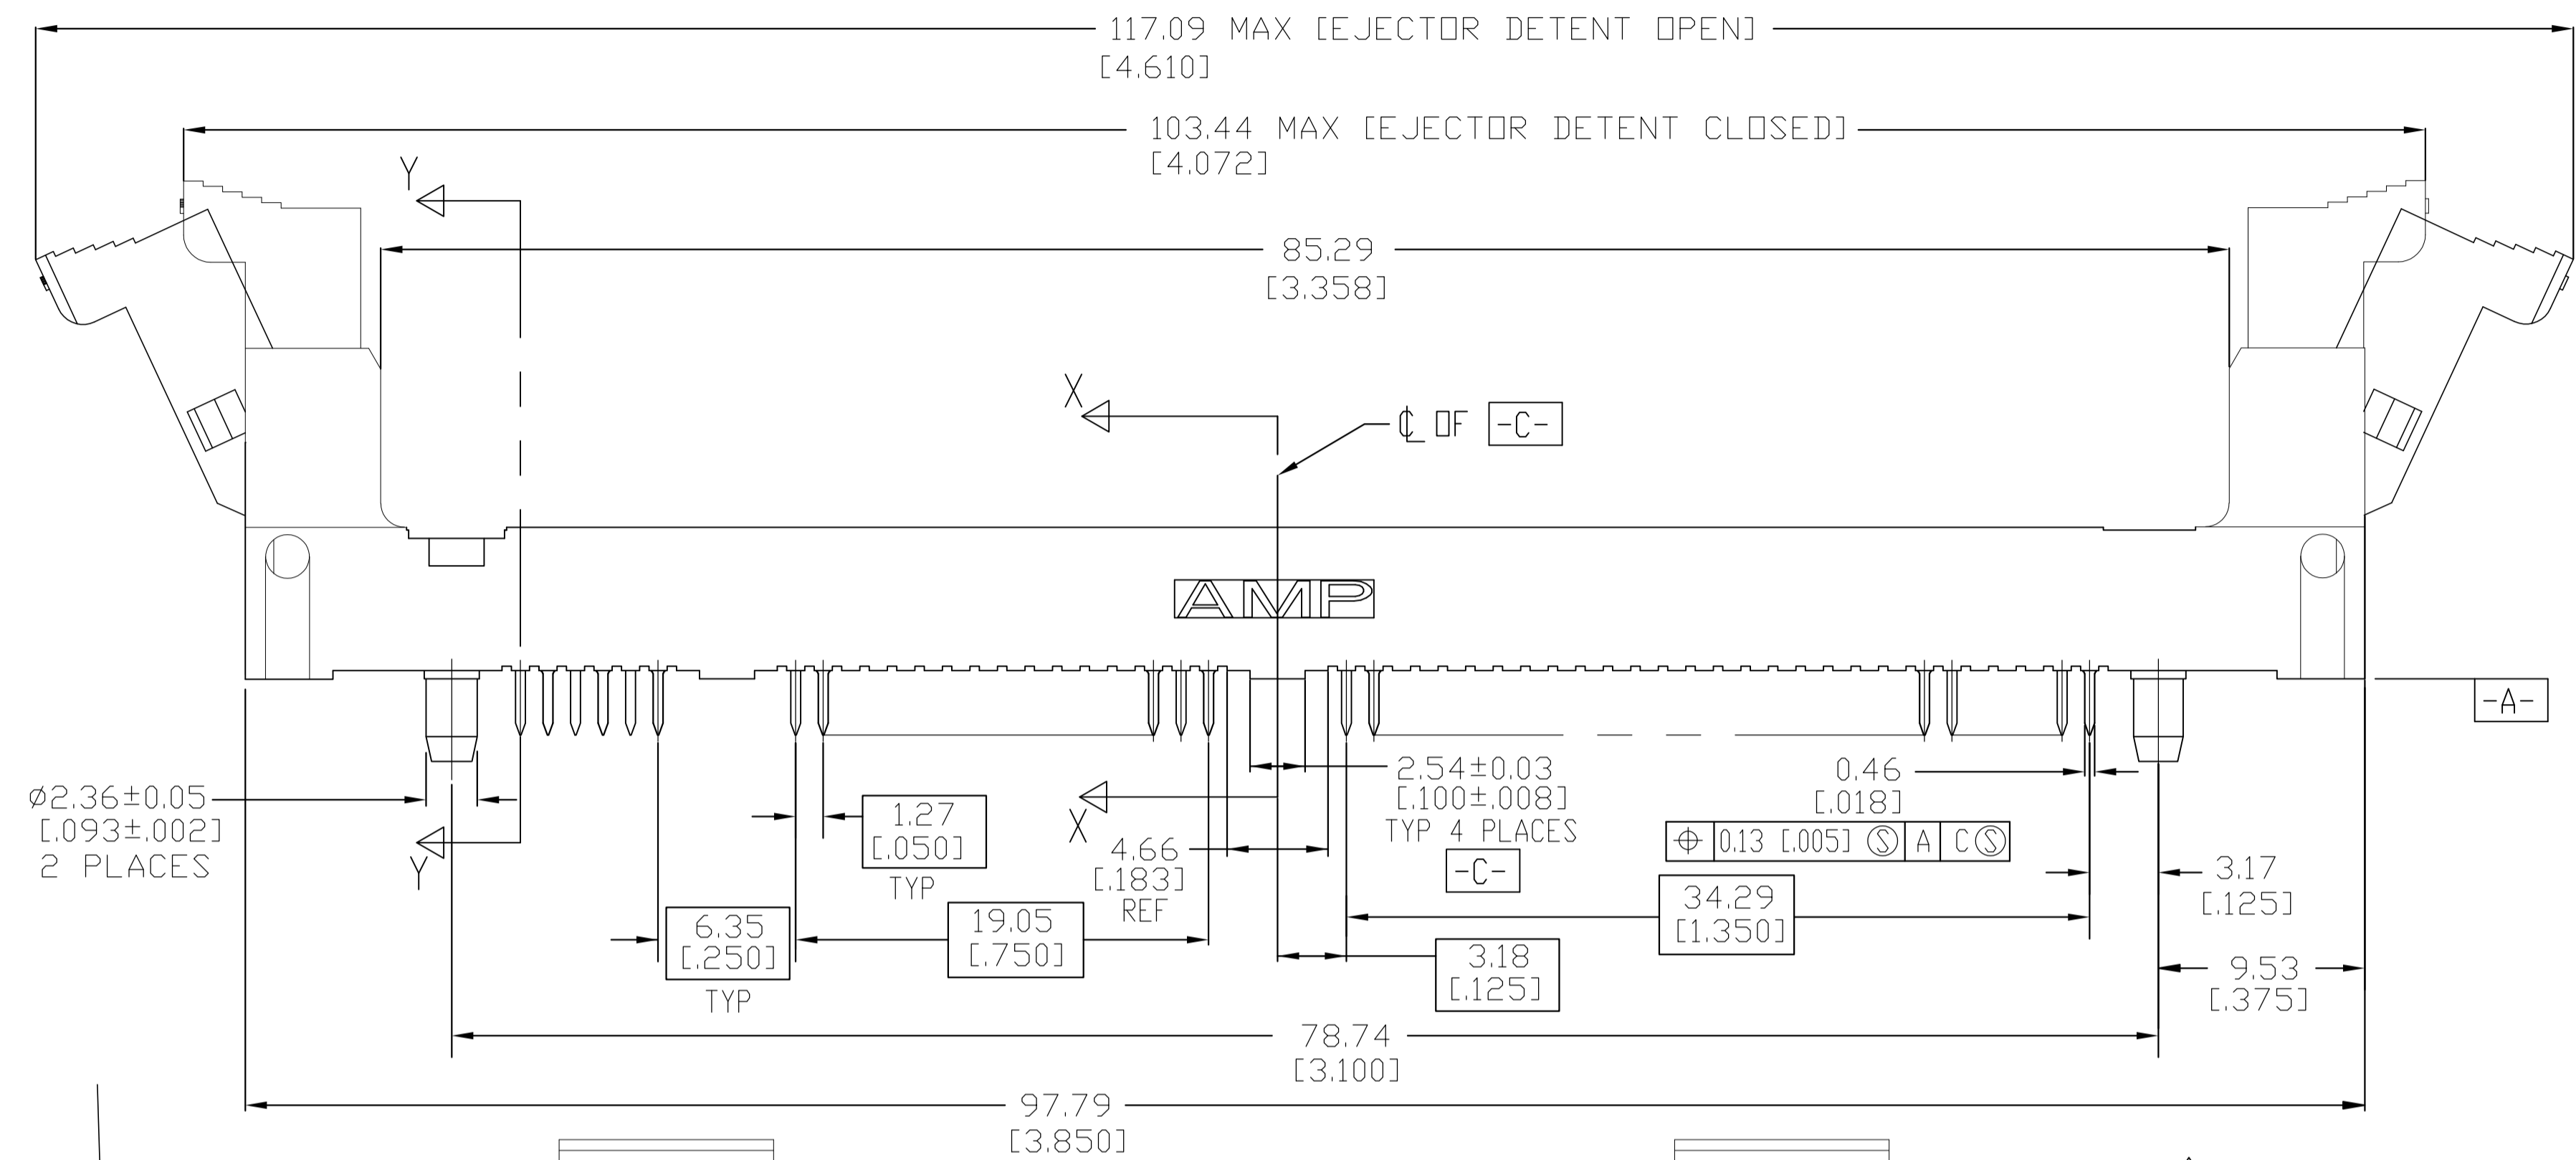 117.09 MAX [EJECTOR DETENT OPEN]
[4.610]
103.44 MAX [EJECTOR DETENT CLOSED]
[4.072]
Y
85.29
[3.358]
X
℄ OF -C-
AMP
-A-
⌀2.36±0.05
[.093±.002]
2 PLACES
Y
1.27
[.050]
TYP
X
4.66
[.183]
REF
2.54±0.03
[.100±.008]
TYP 4 PLACES
-C-
0.46
[.018]
⌖ 0.13 [.005] Ⓢ A C Ⓢ
3.17
[.125]
6.35
[.250]
TYP
19.05
[.750]
34.29
[1.350]
3.18
[.125]
9.53
[.375]
78.74
[3.100]
97.79
[3.850]